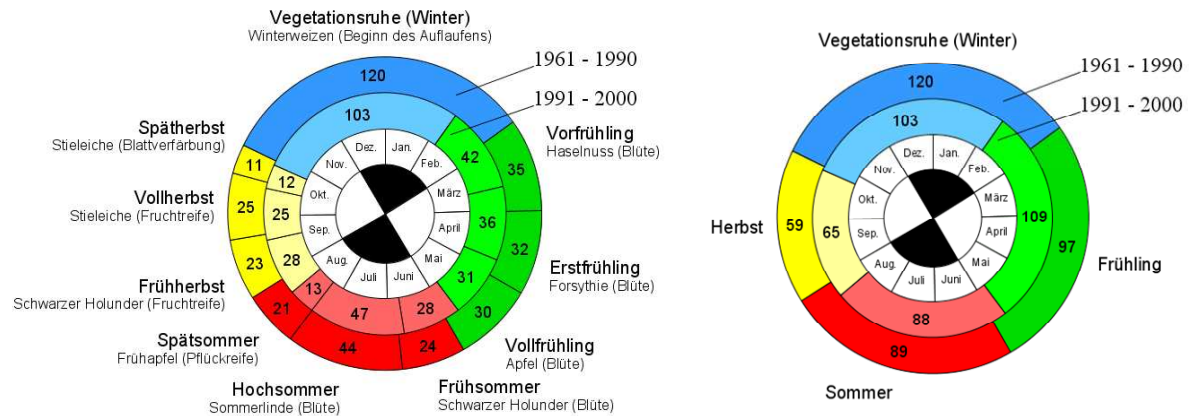 Vegetationsruhe (Winter)
Winterweizen (Beginn des Auflaufens)
1961 - 1990
1991 - 2000
120
103
Spätherbst
Stieleiche (Blattverfärbung)
11
12
Vollherbst
Stieleiche (Fruchtreife)
25
25
Frühherbst
Schwarzer Holunder (Fruchtreife)
23
28
Spätsommer
Frühapfel (Pflückreife)
21
13
Hochsommer
Sommerlinde (Blüte)
44
47
Frühsommer
Schwarzer Holunder (Blüte)
24
28
Vollfrühling
Apfel (Blüte)
30
31
Erstfrühling
Forsythie (Blüte)
32
36
Vorfrühling
Haselnuss (Blüte)
35
42
Jan.
Feb.
März
April
Mai
Juni
Juli
Aug.
Sep.
Okt.
Nov.
Dez.
Vegetationsruhe (Winter)
1961 - 1990
1991 - 2000
120
103
Herbst
59
65
Sommer
89
88
Frühling
97
109
Jan.
Feb.
März
April
Mai
Juni
Juli
Aug.
Sep.
Okt.
Nov.
Dez.